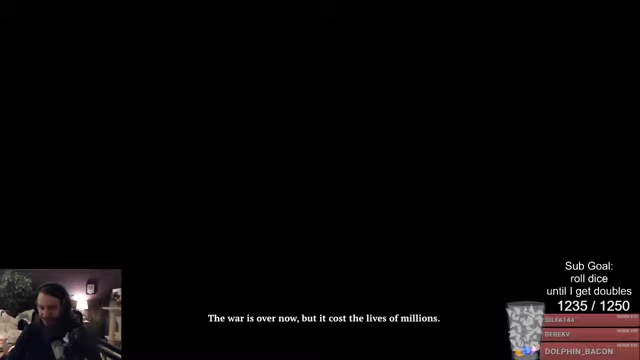 Sub Goal:
roll dice
until I get doubles
1235 / 1250
The war is over now, but it cost the lives of millions.
DEREKV
DOLPHIN_BACON